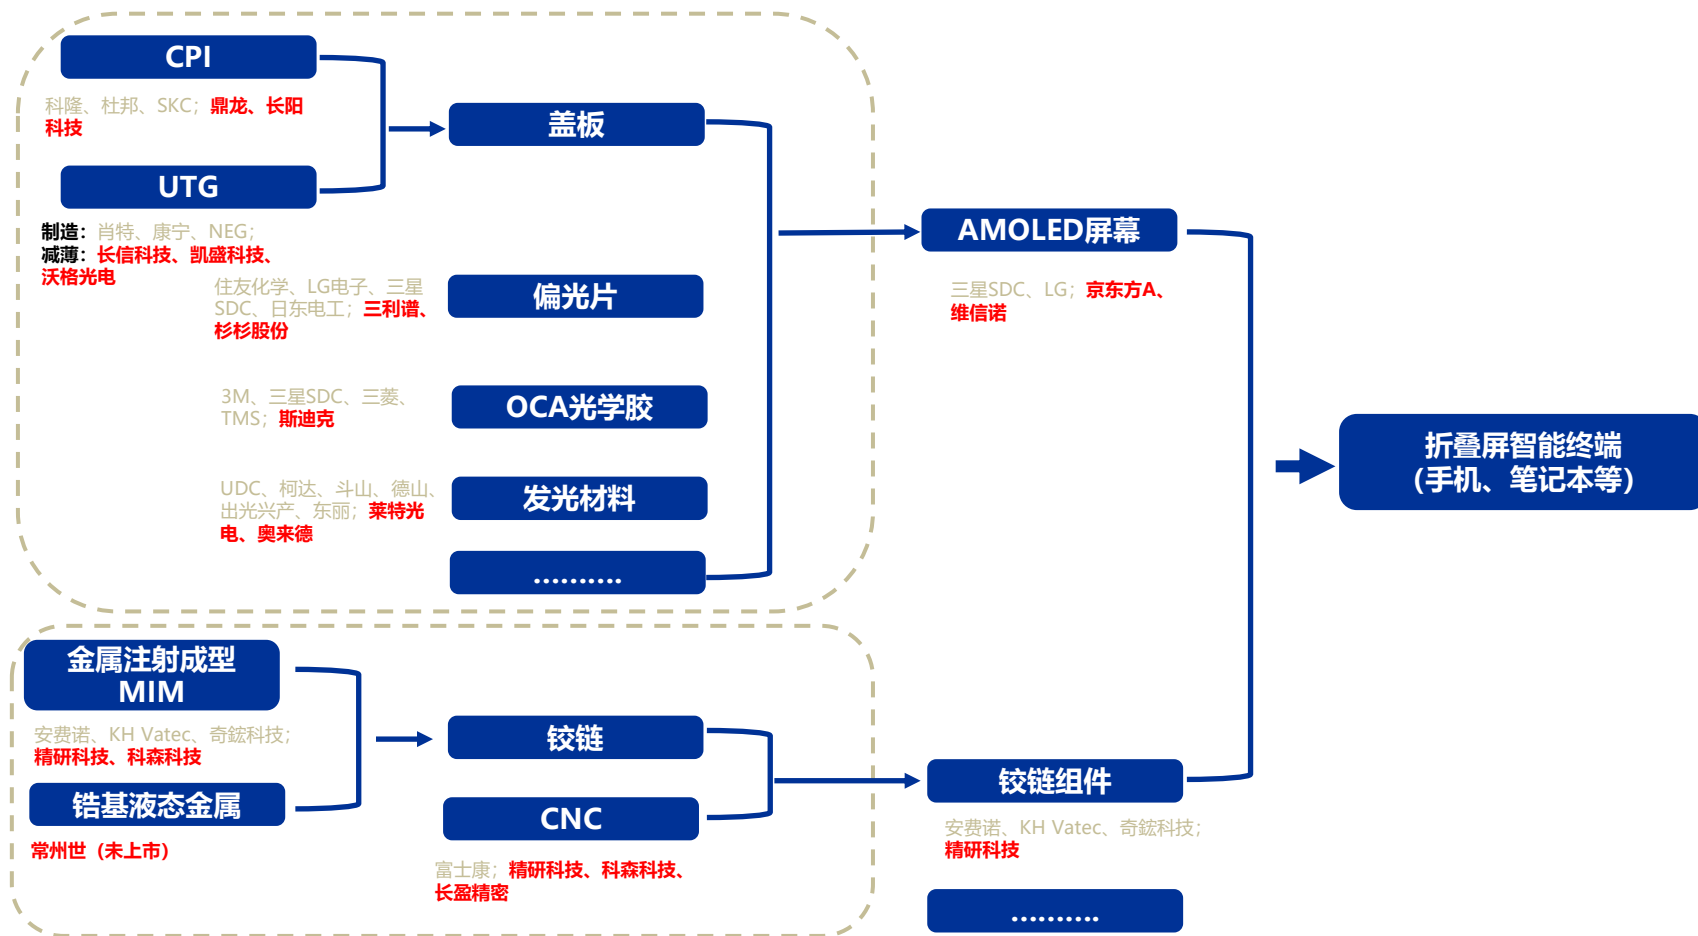 CPI
科隆、杜邦、SKC；鼎龙、长阳
科技
UTG
制造：肖特、康宁、NEG；
减薄：长信科技、凯盛科技、
沃格光电
盖板
住友化学、LG电子、三星
SDC、日东电工；三利谱、
杉杉股份
偏光片
3M、三星SDC、三菱、
TMS；斯迪克
OCA光学胶
UDC、柯达、斗山、德山、
出光兴产、东丽；莱特光
电、奥来德
发光材料
..........
AMOLED屏幕
三星SDC、LG；京东方A、
维信诺
折叠屏智能终端
（手机、笔记本等）
金属注射成型
MIM
安费诺、KH Vatec、奇鋐科技；
精研科技、科森科技
锆基液态金属
常州世（未上市）
铰链
CNC
富士康；精研科技、科森科技、
长盈精密
铰链组件
安费诺、KH Vatec、奇鋐科技；
精研科技
..........